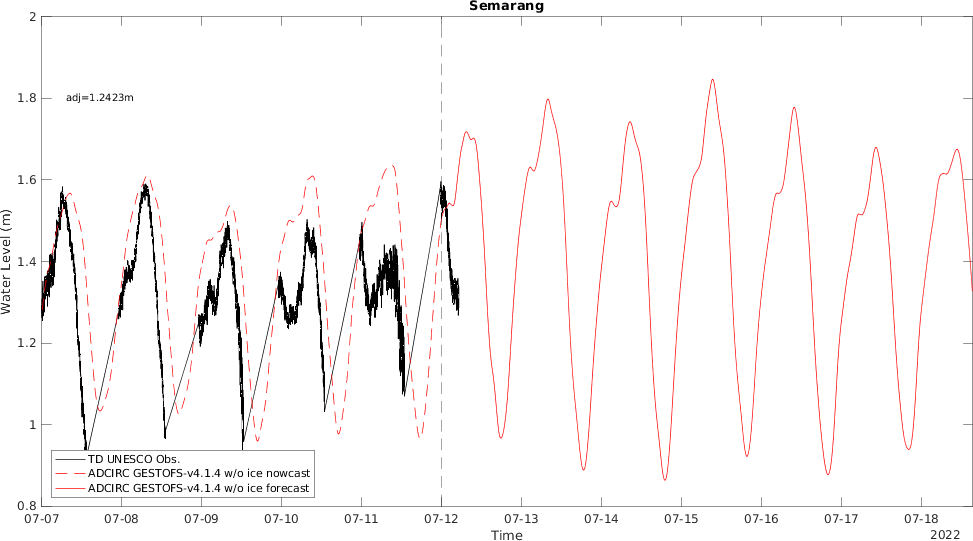 Semarang
2
1.8
1.6
1.4
1.2
1
0.8
Water Level (m)
adj=1.2423m
TD UNESCO Obs.
ADCIRC GESTOFS-v4.1.4 w/o ice nowcast
ADCIRC GESTOFS-v4.1.4 w/o ice forecast
07-07 07-08 07-09 07-10 07-11 07-12 07-13 07-14 07-15 07-16 07-17 07-18
Time
2022